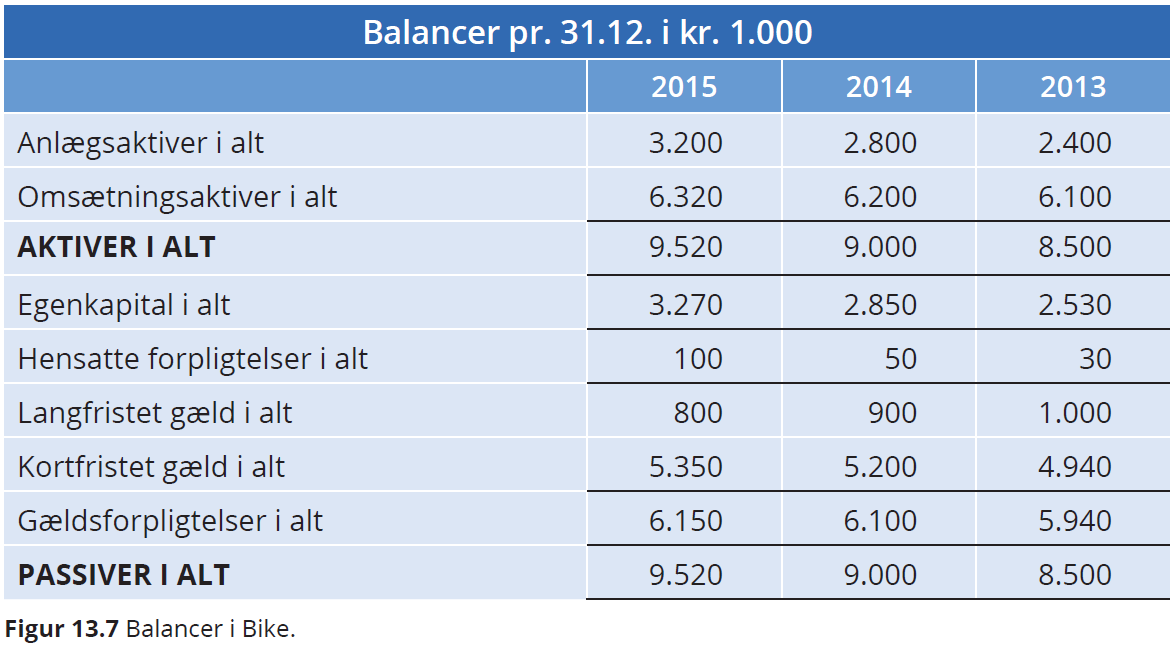 Balancer pr. 31.12. i kr. 1.000
2015 2014 2013
Anlægsaktiver i alt 3.200 2.800 2.400
Omsætningsaktiver i alt 6.320 6.200 6.100
AKTIVER I ALT 9.520 9.000 8.500
Egenkapital i alt 3.270 2.850 2.530
Hensatte forpligtelser i alt 100 50 30
Langfristet gæld i alt 800 900 1.000
Kortfristet gæld i alt 5.350 5.200 4.940
Gældsforpligtelser i alt 6.150 6.100 5.940
PASSIVER I ALT 9.520 9.000 8.500
Figur 13.7 Balancer i Bike.